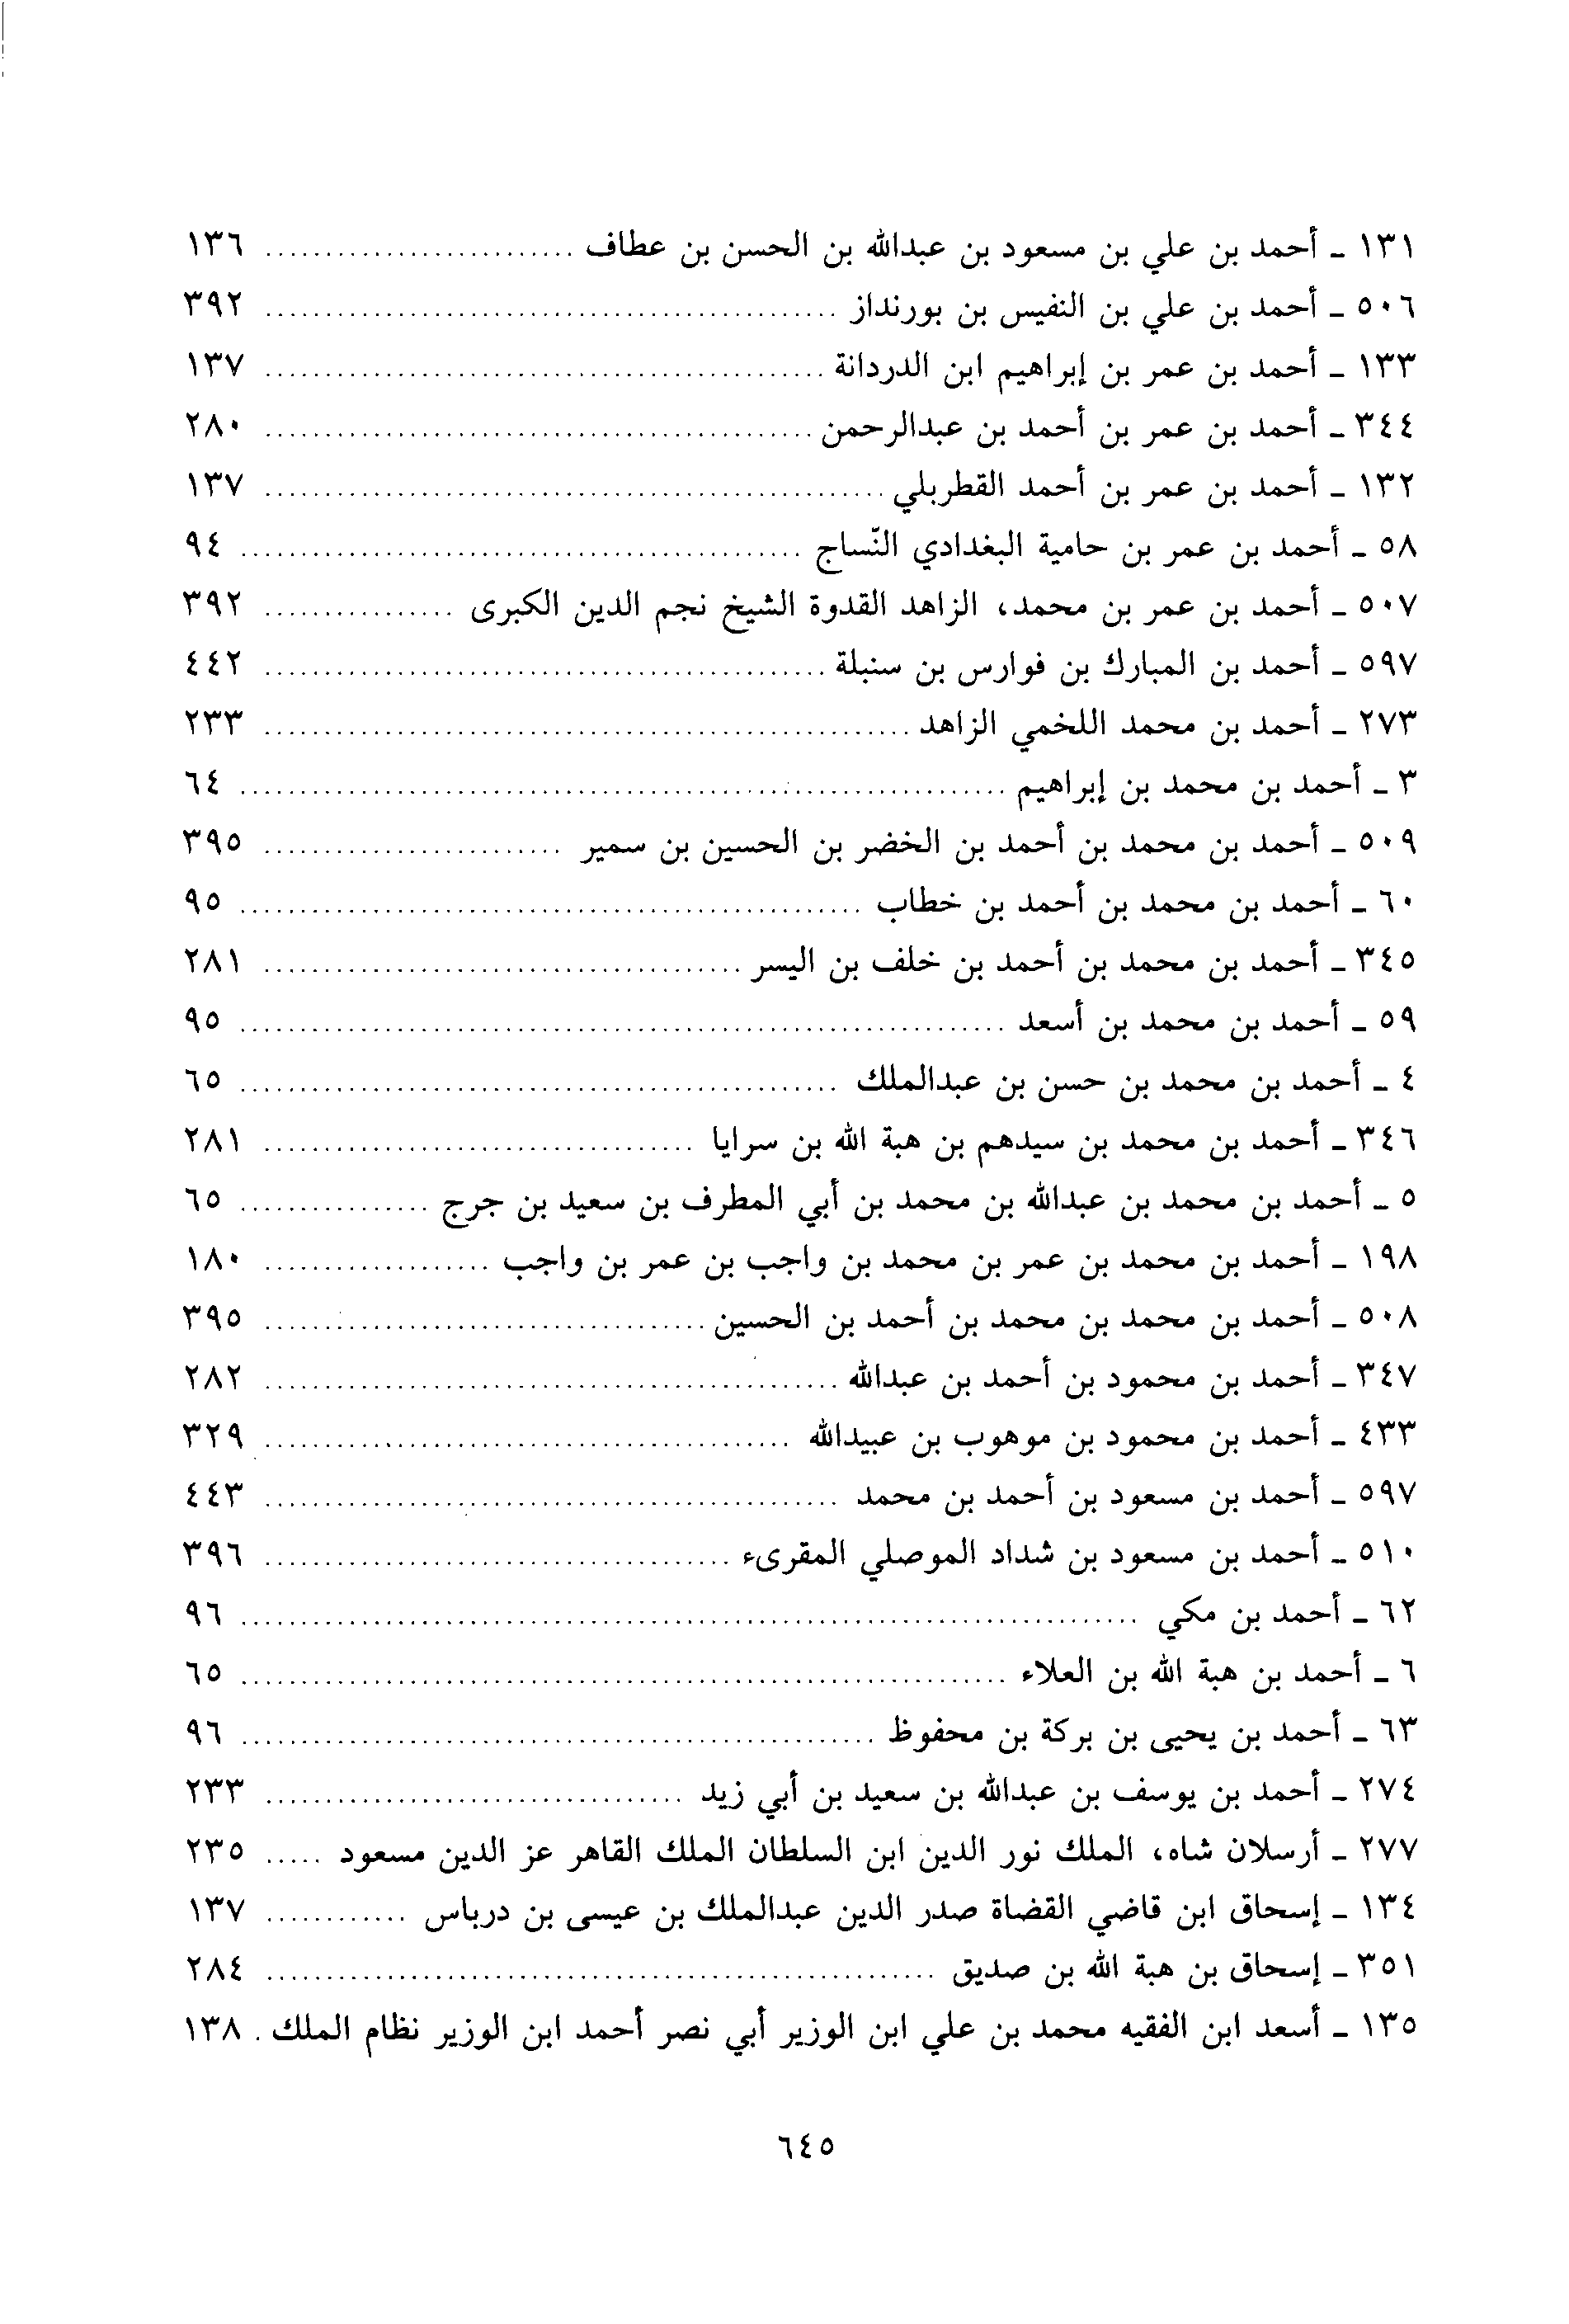 ١٣١ - أحمد بن علي بن مسعود بن عبدالله بن الحسن بن عطاف .......................... ١٣٦
٥٠٦ - أحمد بن علي بن النفيس بن بورنداز ................................................ ٣٩٢
١٣٣ - أحمد بن عمر بن إبراهيم ابن الدردانة ............................................... ١٣٧
٣٤٤ - أحمد بن عمر بن أحمد بن عبدالرحمن .............................................. ٢٨٠
١٣٢ - أحمد بن عمر بن أحمد القطربلي .................................................... ١٣٧
٥٨ - أحمد بن عمر بن حامية البغدادي النّساج ............................................... ٩٤
٥٠٧ - أحمد بن عمر بن محمد، الزاهد القدوة الشيخ نجم الدين الكبرى ................ ٣٩٢
٥٩٧ - أحمد بن المبارك بن فوارس بن سنبلة ............................................... ٤٤٢
٢٧٣ - أحمد بن محمد اللخمي الزاهد ...................................................... ٢٣٣
٣ - أحمد بن محمد بن إبراهيم ................................................................ ٦٤
٥٠٩ - أحمد بن محمد بن أحمد بن الخضر بن الحسين بن سمير ......................... ٣٩٥
٦٠ - أحمد بن محمد بن أحمد بن خطاب .................................................... ٩٥
٣٤٥ - أحمد بن محمد بن أحمد بن خلف بن اليسر ........................................ ٢٨١
٥٩ - أحمد بن محمد بن أسعد ................................................................ ٩٥
٤ - أحمد بن محمد بن حسن بن عبدالملك .................................................. ٦٥
٣٤٦ - أحمد بن محمد بن سيدهم بن هبة الله بن سرايا .................................... ٢٨١
٥ - أحمد بن محمد بن عبدالله بن محمد بن أبي المطرف بن سعيد بن جرج ................ ٦٥
١٩٨ - أحمد بن محمد بن عمر بن محمد بن واجب بن عمر بن واجب ................... ١٨٠
٥٠٨ - أحمد بن محمد بن محمد بن أحمد بن الحسين ..................................... ٣٩٥
٣٤٧ - أحمد بن محمود بن أحمد بن عبدالله ................................................ ٢٨٢
٤٣٣ - أحمد بن محمود بن موهوب بن عبيدالله ............................................ ٣٢٩
٥٩٧ - أحمد بن مسعود بن أحمد بن محمد ................................................ ٤٤٣
٥١٠ - أحمد بن مسعود بن شداد الموصلي المقرىء ....................................... ٣٩٦
٦٢ - أحمد بن مكي ........................................................................... ٩٦
٦ - أحمد بن هبة الله بن العلاء ................................................................ ٦٥
٦٣ - أحمد بن يحيى بن بركة بن محفوظ ..................................................... ٩٦
٢٧٤ - أحمد بن يوسف بن عبدالله بن سعيد بن أبي زيد ................................... ٢٣٣
٢٧٧ - أرسلان شاه، الملك نور الدين ابن السلطان الملك القاهر عز الدين مسعود ..... ٢٣٥
١٣٤ - إسحاق ابن قاضي القضاة صدر الدين عبدالملك بن عيسى بن درباس ............ ١٣٧
٣٥١ - إسحاق بن هبة الله بن صديق ........................................................ ٢٨٤
١٣٥ - أسعد ابن الفقيه محمد بن علي ابن الوزير أبي نصر أحمد ابن الوزير نظام الملك . ١٣٨
٦٤٥